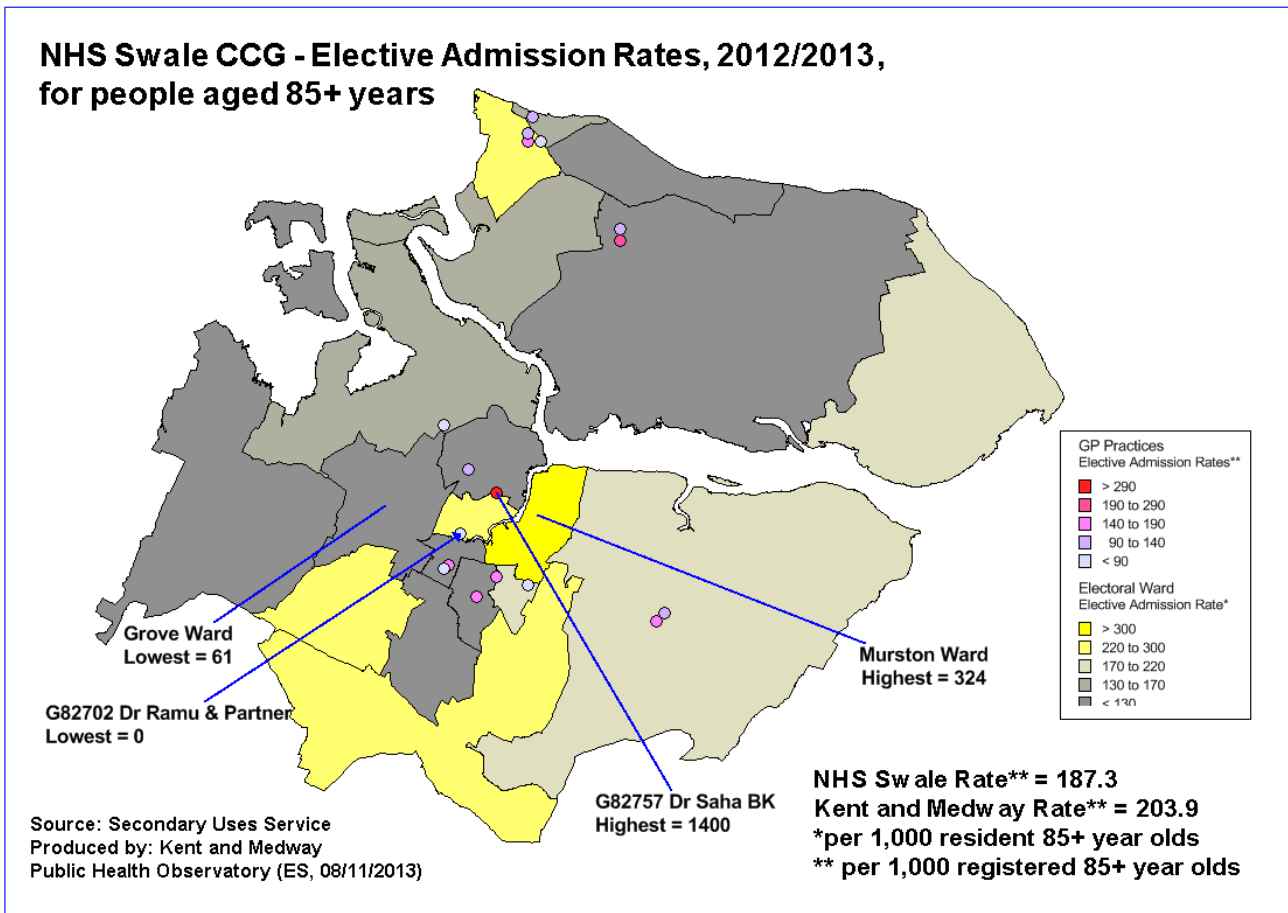 NHS Swale CCG - Elective Admission Rates, 2012/2013,
for people aged 85+ years
GP Practices
Elective Admission Rates**
> 290
190 to 290
140 to 190
90 to 140
< 90
Electoral Ward
Elective Admission Rate*
> 300
220 to 300
170 to 220
130 to 170
< 130
Grove Ward
Lowest = 61
G82702 Dr Ramu & Partner
Lowest = 0
Murston Ward
Highest = 324
G82757 Dr Saha BK
Highest = 1400
NHS Swale Rate** = 187.3
Kent and Medway Rate** = 203.9
*per 1,000 resident 85+ year olds
** per 1,000 registered 85+ year olds
Source: Secondary Uses Service
Produced by: Kent and Medway
Public Health Observatory (ES, 08/11/2013)